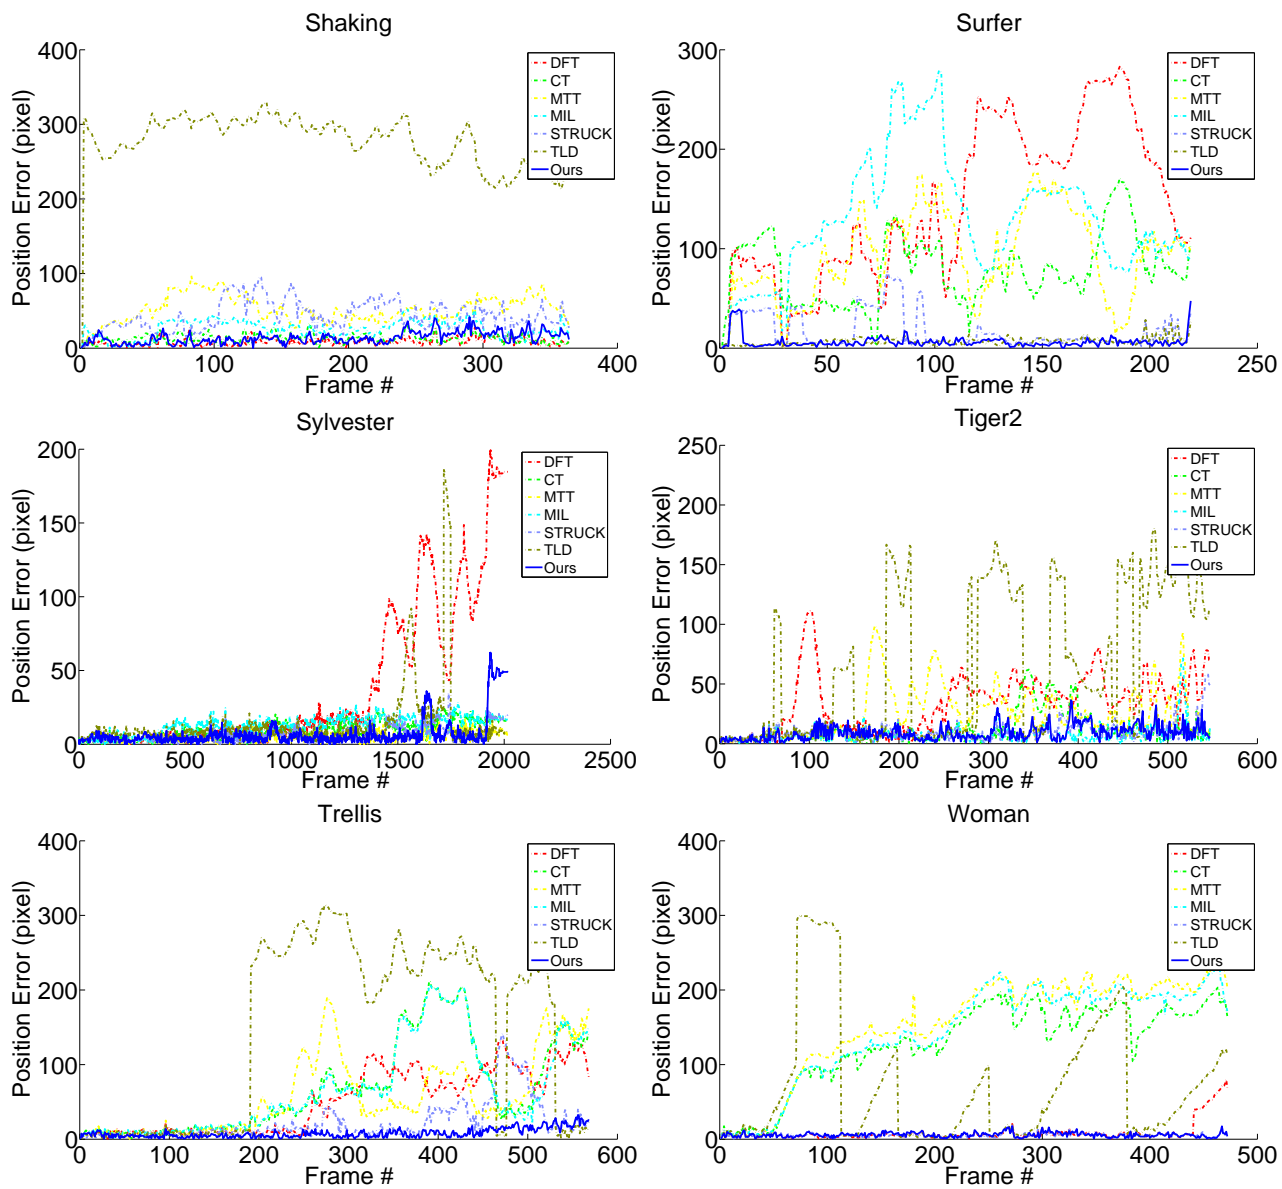 Shaking
Position Error (pixel)
400
300
200
100
0
0 100 200 300 400
Frame #
DFT
CT
MTT
MIL
STRUCK
TLD
Ours
Surfer
Position Error (pixel)
300
200
100
0
0 50 100 150 200 250
Frame #
DFT
CT
MTT
MIL
STRUCK
TLD
Ours
Sylvester
Position Error (pixel)
200
150
100
50
0
0 500 1000 1500 2000 2500
Frame #
DFT
CT
MTT
MIL
STRUCK
TLD
Ours
Tiger2
Position Error (pixel)
250
200
150
100
50
0
0 100 200 300 400 500 600
Frame #
DFT
CT
MTT
MIL
STRUCK
TLD
Ours
Trellis
Position Error (pixel)
400
300
200
100
0
0 100 200 300 400 500 600
Frame #
DFT
CT
MTT
MIL
STRUCK
TLD
Ours
Woman
Position Error (pixel)
400
300
200
100
0
0 100 200 300 400 500
Frame #
DFT
CT
MTT
MIL
STRUCK
TLD
Ours